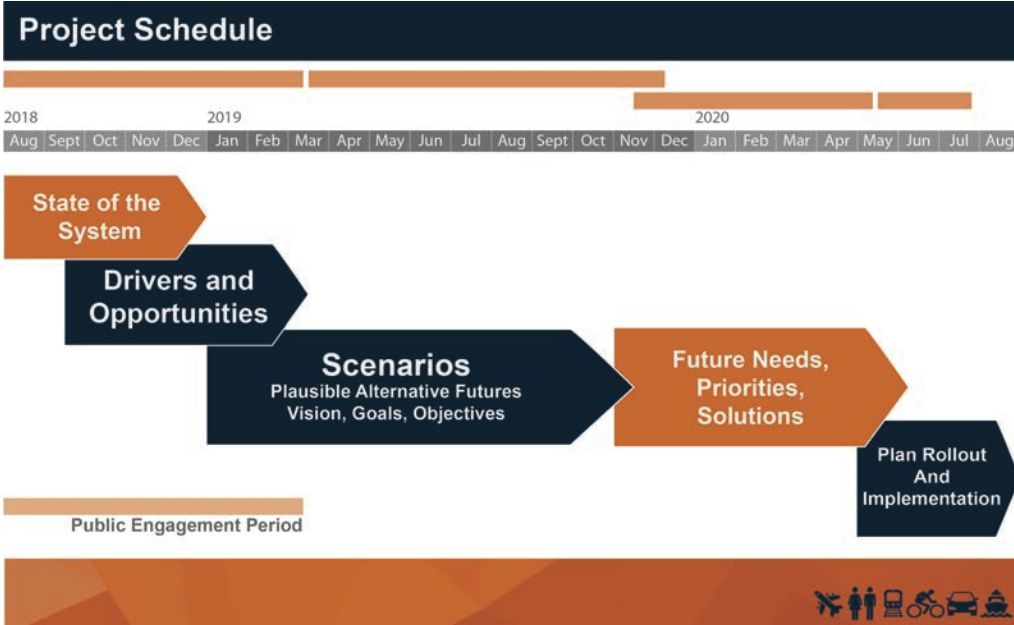 Project Schedule
2018 2019 2020
Aug Sept Oct Nov Dec Jan Feb Mar Apr May Jun Jul Aug Sept Oct Nov Dec Jan Feb Mar Apr May Jun Jul Aug
State of the
System
Drivers and
Opportunities
Scenarios
Plausible Alternative Futures
Vision, Goals, Objectives
Future Needs,
Priorities,
Solutions
Plan Rollout
And
Implementation
Public Engagement Period